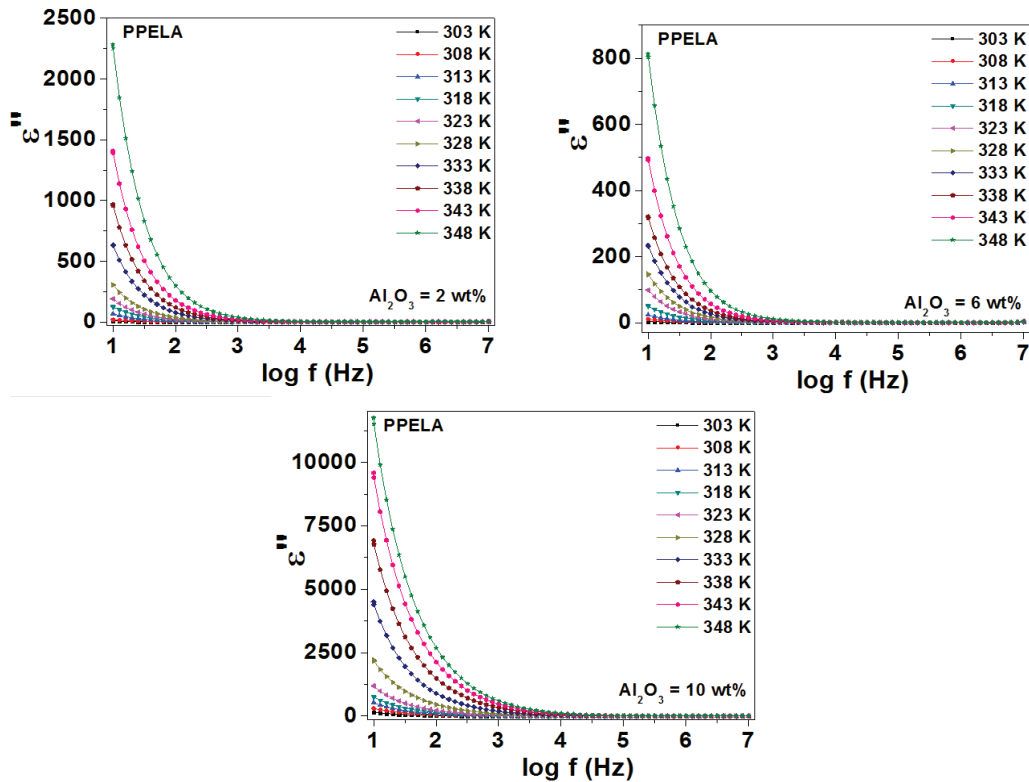 PPELA
2500
2000
1500
1000
500
0
ε"
1 2 3 4 5 6 7
log f (Hz)
303 K
308 K
313 K
318 K
323 K
328 K
333 K
338 K
343 K
348 K
Al2O3 = 2 wt%
PPELA
800
600
400
200
0
ε"
1 2 3 4 5 6 7
log f (Hz)
303 K
308 K
313 K
318 K
323 K
328 K
333 K
338 K
343 K
348 K
Al2O3 = 6 wt%
PPELA
10000
7500
5000
2500
0
ε"
1 2 3 4 5 6 7
log f (Hz)
303 K
308 K
313 K
318 K
323 K
328 K
333 K
338 K
343 K
348 K
Al2O3 = 10 wt%